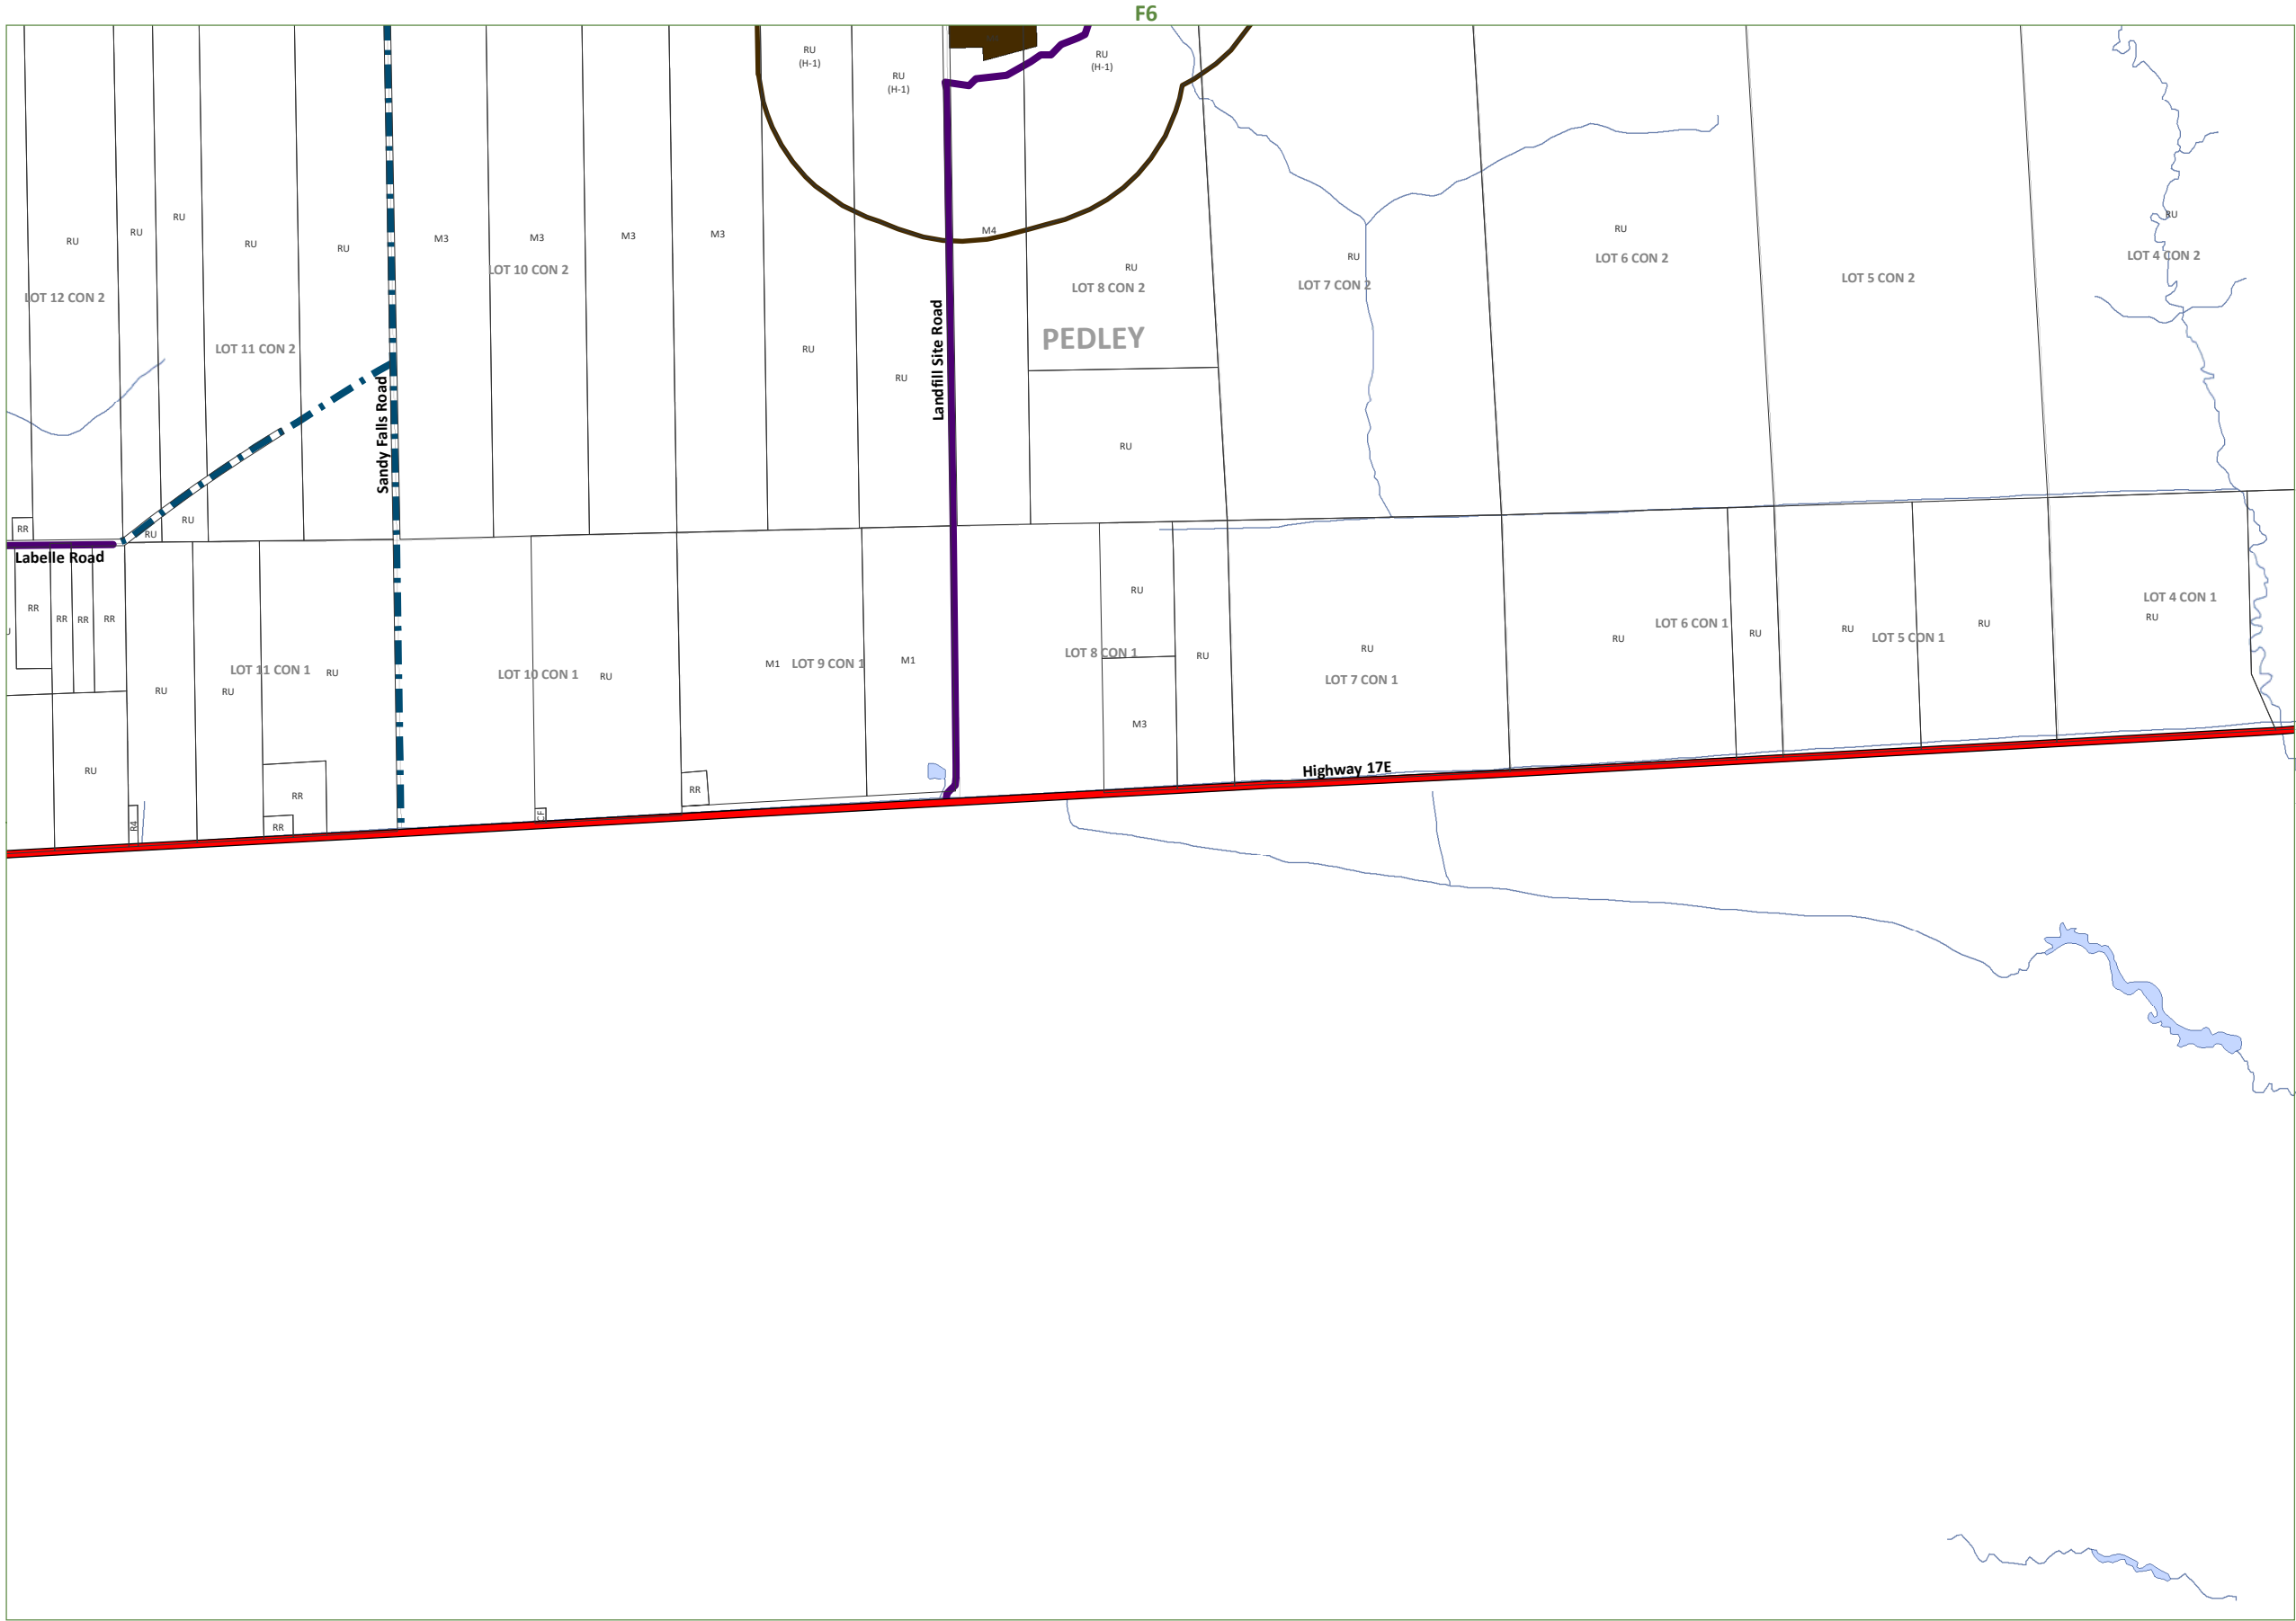 F6
RU
(H-1)
RU
(H-1)
RU
(H-1)
RU
RU
RU
RU
RU
M3
M3
M3
M3
M4
RU
RU
RU
RU
LOT 12 CON 2
LOT 11 CON 2
LOT 10 CON 2
LOT 8 CON 2
LOT 7 CON 2
LOT 6 CON 2
LOT 5 CON 2
LOT 4 CON 2
PEDLEY
RU
RU
RU
Sandy Falls Road
Landfill Site Road
RR
RU
RU
Labelle Road
RR
RR
RR
RR
RU
RU
RU
LOT 11 CON 1
RU
LOT 10 CON 1
RU
M1
LOT 9 CON 1
M1
LOT 8 CON 1
RU
RU
M3
RU
LOT 7 CON 1
RU
LOT 6 CON 1
RU
RU
LOT 5 CON 1
RU
LOT 4 CON 1
RU
RU
R4
RR
RR
CF
RR
Highway 17E